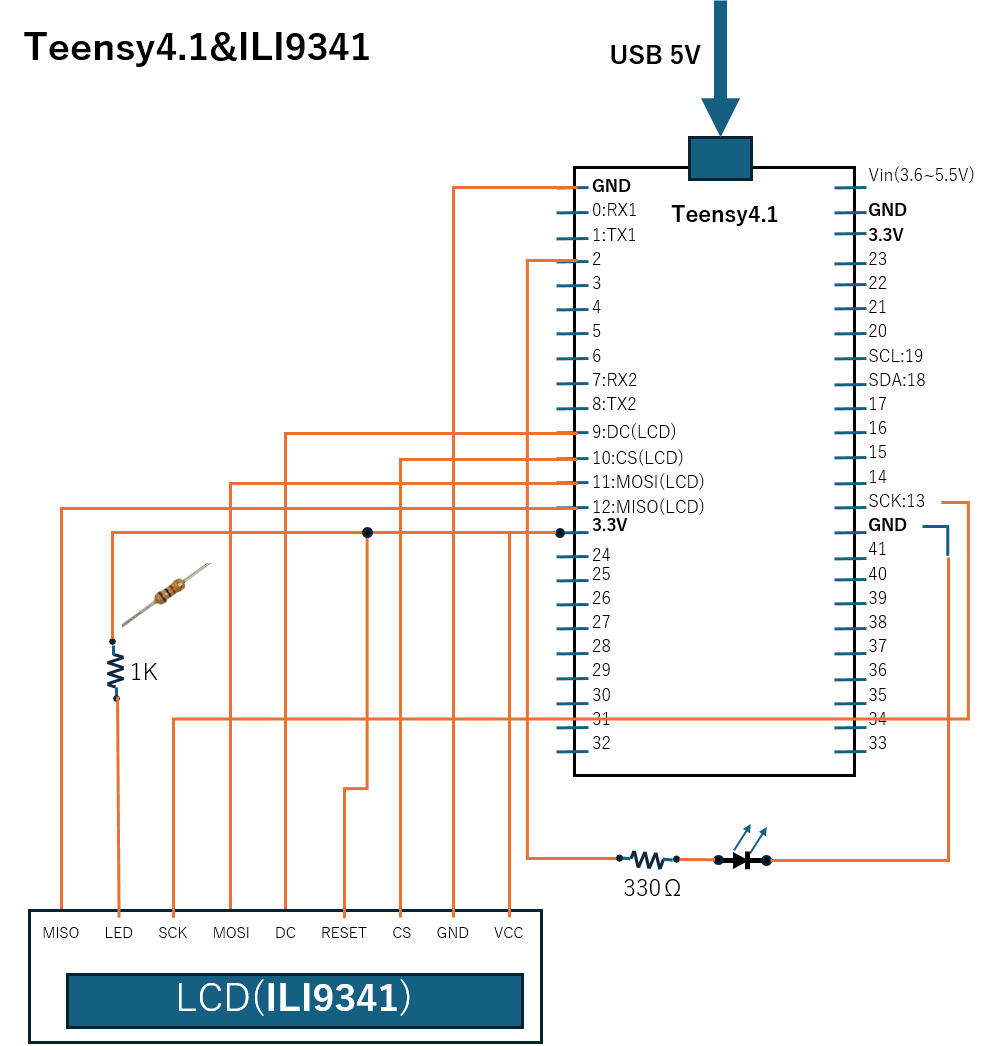 Teensy4.1&ILI9341
USB 5V
Teensy4.1
GND
0:RX1
1:TX1
2
3
4
5
6
7:RX2
8:TX2
9:DC(LCD)
10:CS(LCD)
11:MOSI(LCD)
12:MISO(LCD)
3.3V
24
25
26
27
28
29
30
31
32
Vin(3.6~5.5V)
GND
3.3V
23
22
21
20
SCL:19
SDA:18
17
16
15
14
SCK:13
GND
41
40
39
38
37
36
35
34
33
1K
330Ω
MISO LED SCK MOSI DC RESET CS GND VCC
LCD(ILI9341)